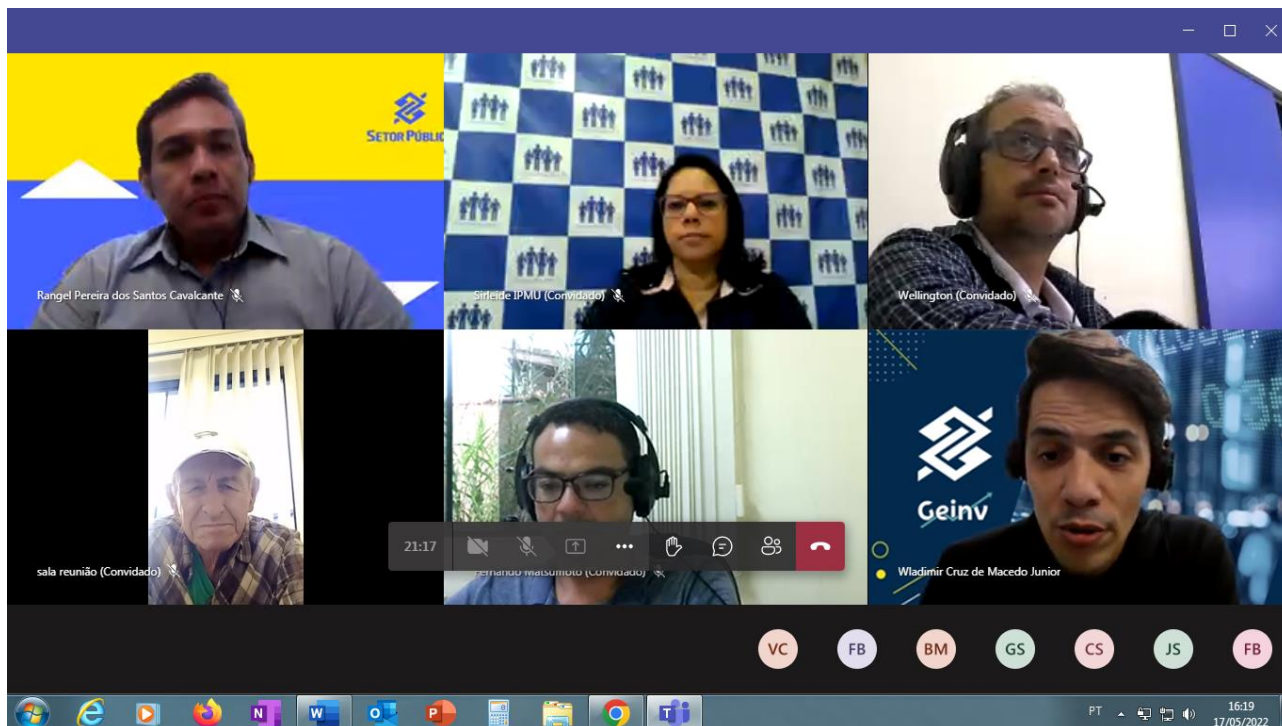 SETOR PÚBLIC
Rangel Pereira dos Santos Cavalcante
Sirleide IPMU (Convidado)
Wellington (Convidado)
Geinv
21:17
sala reunião (Convidado)
Fernando Matsumoto (Convidado)
Wladimir Cruz de Macedo Junior
VC FB BM GS CS JS FB
PT
16:19
17/05/2022